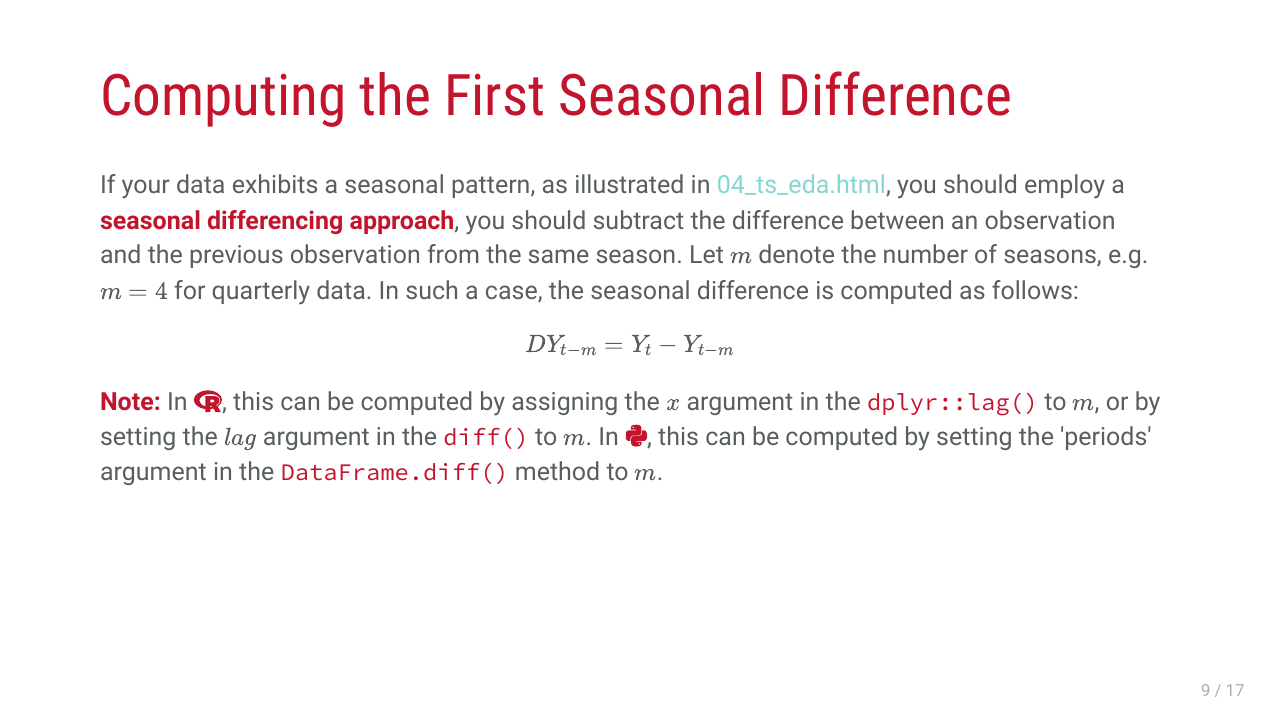 Computing the First Seasonal Difference
If your data exhibits a seasonal pattern, as illustrated in 04_ts_eda.html, you should employ a
seasonal differencing approach, you should subtract the difference between an observation
and the previous observation from the same season. Let m denote the number of seasons, e.g.
m = 4 for quarterly data. In such a case, the seasonal difference is computed as follows:
DYt−m = Yt − Yt−m
Note: In R, this can be computed by assigning the x argument in the dplyr::lag() to m, or by
setting the lag argument in the diff() to m. In , this can be computed by setting the 'periods'
argument in the DataFrame.diff() method to m.
9 / 17